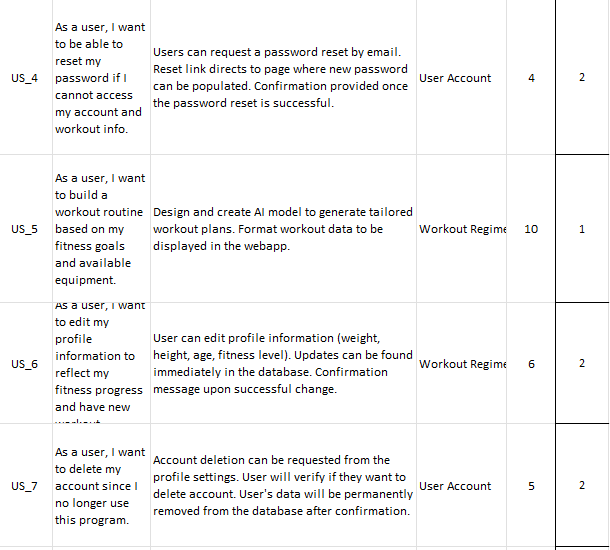 US_4
As a user, I want
to be able to
reset my
password if I
cannot access
my account and
workout info.
Users can request a password reset by email.
Reset link directs to page where new password
can be populated. Confirmation provided once
the password reset is successful.
User Account
4
2
US_5
As a user, I want
to build a
workout routine
based on my
fitness goals
and available
equipment.
Design and create AI model to generate tailored
workout plans. Format workout data to be
displayed in the webapp.
Workout Regime
10
1
US_6
As a user, I want
to edit my
profile
information to
reflect my
fitness progress
and have new
User can edit profile information (weight,
height, age, fitness level). Updates can be found
immediately in the database. Confirmation
message upon successful change.
Workout Regime
6
2
US_7
As a user, I want
to delete my
account since I
no longer use
this program.
Account deletion can be requested from the
profile settings. User will verify if they want to
delete account. User's data will be permanently
removed from the database after confirmation.
User Account
5
2